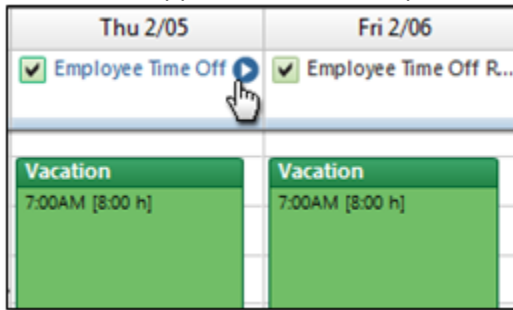 Thu 2/05
Fri 2/06
Employee Time Off
Employee Time Off R...
Vacation
Vacation
7:00AM [8:00 h]
7:00AM [8:00 h]